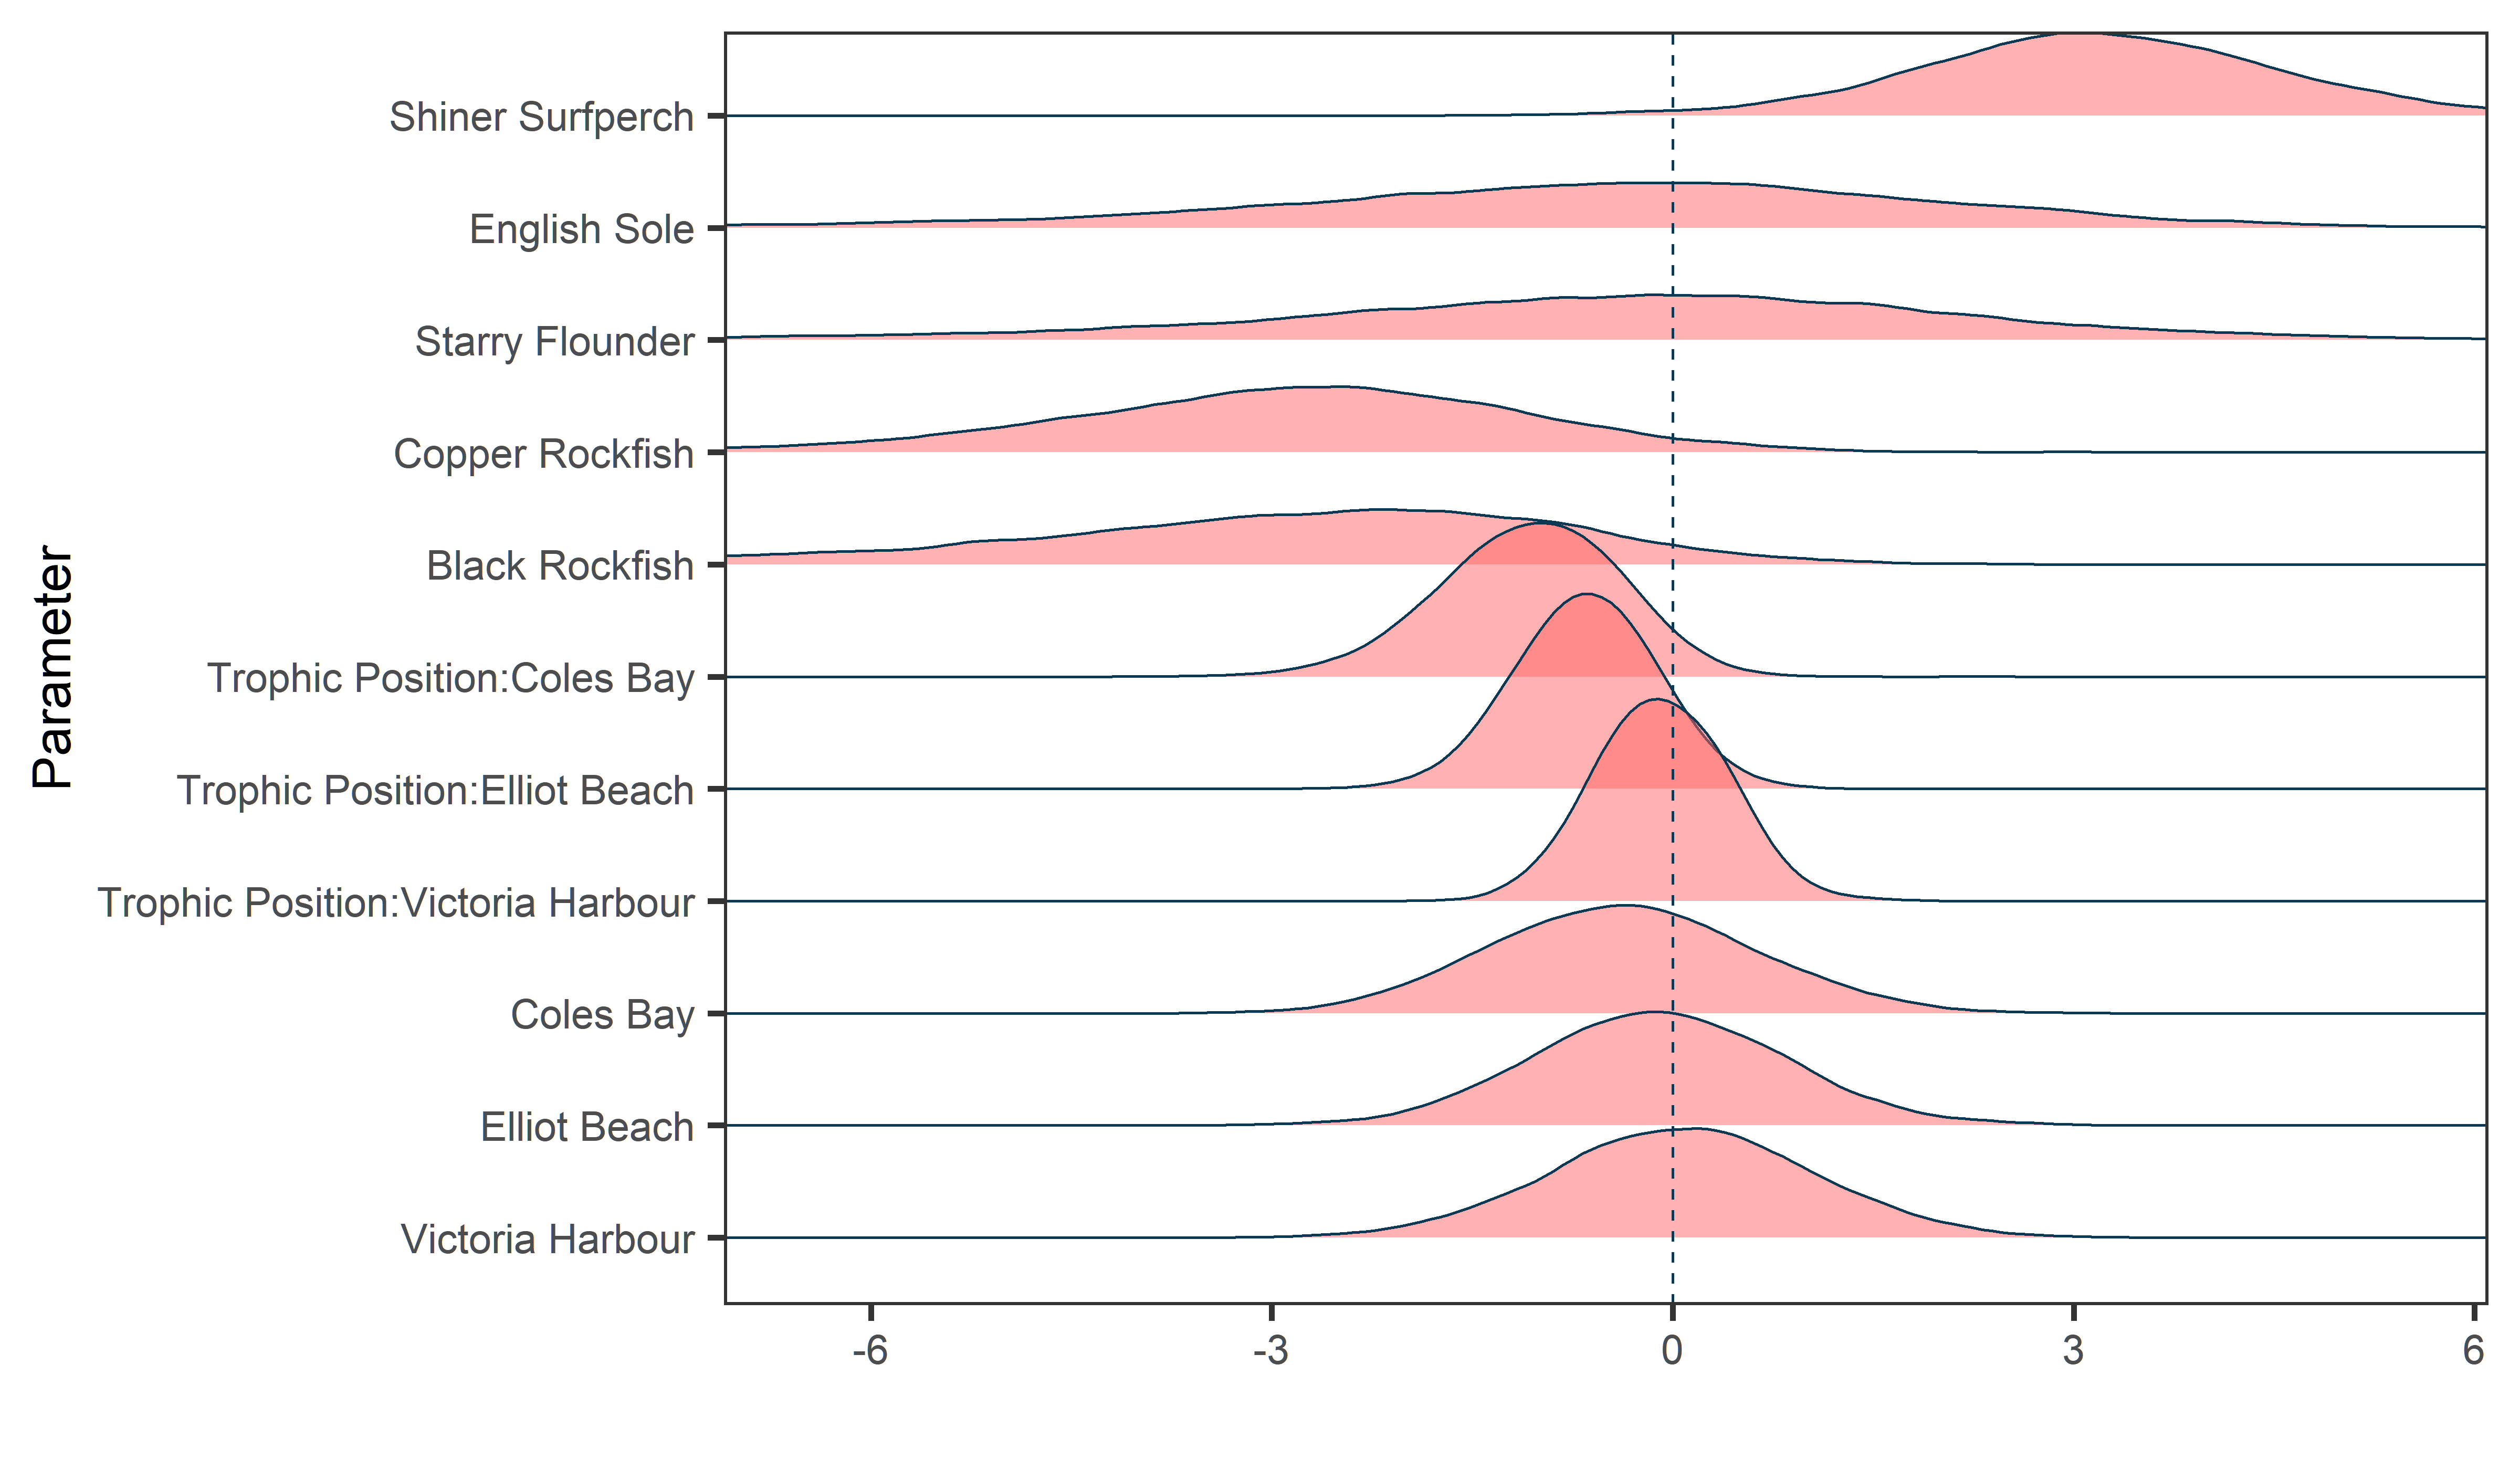 Parameter
Shiner Surfperch
English Sole
Starry Flounder
Copper Rockfish
Black Rockfish
Trophic Position:Coles Bay
Trophic Position:Elliot Beach
Trophic Position:Victoria Harbour
Coles Bay
Elliot Beach
Victoria Harbour
-6 -3 0 3 6